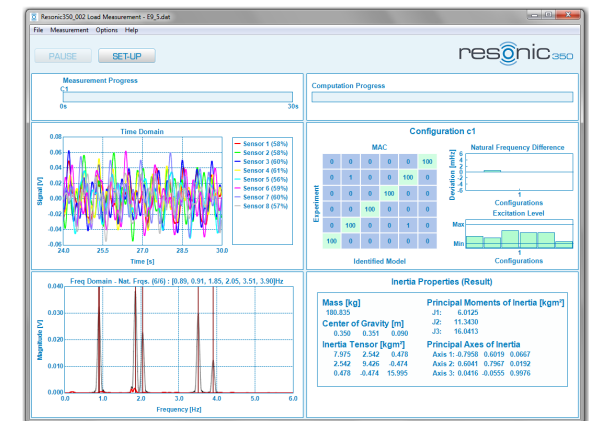 Resonic350_002 Load Measurement - E9_5.dat
File Measurement Options Help
PAUSE
SET-UP
resonic 350
Measurement Progress
C1
0s 30s
Computation Progress
Time Domain
0.08
0.06
0.04
0.02
0.00
-0.02
-0.04
-0.06
Signal [V]
24.0 25.5 27.0 28.5 30.0
Time [s]
Sensor 1 (58%)
Sensor 2 (58%)
Sensor 3 (60%)
Sensor 4 (61%)
Sensor 5 (56%)
Sensor 6 (59%)
Sensor 7 (60%)
Sensor 8 (57%)
Configuration c1
MAC
Experiment
0 0 0 0 0 100
0 1 0 0 100 0
0 0 0 100 0 0
0 0 100 0 0 0
0 100 0 0 1 0
100 0 0 0 0 0
Identified Model
Natural Frequency Difference
Deviation [mHz]
6
4
2
0
-2
-4
-6
1
Configurations
Excitation Level
Max
Min
1
Configurations
Freq Domain - Nat. Frqs. (6/6) : [0.89, 0.91, 1.85, 2.05, 3.51, 3.90]Hz
0.040
0.030
0.020
0.010
0.000
Magnitude [V]
0.0 1.0 2.0 3.0 4.0 5.0 6.0
Frequency [Hz]
Inertia Properties (Result)
Mass [kg]
180.835
Center of Gravity [m]
0.350 0.351 0.090
Inertia Tensor [kgm²]
7.975 2.542 0.478
2.542 9.426 -0.474
0.478 -0.474 15.995
Principal Moments of Inertia [kgm²]
J1: 6.0125
J2: 11.3430
J3: 16.0413
Principal Axes of Inertia
Axis 1: -0.7958 0.6019 0.0667
Axis 2: 0.6041 0.7967 0.0192
Axis 3: 0.0416 -0.0555 0.9976